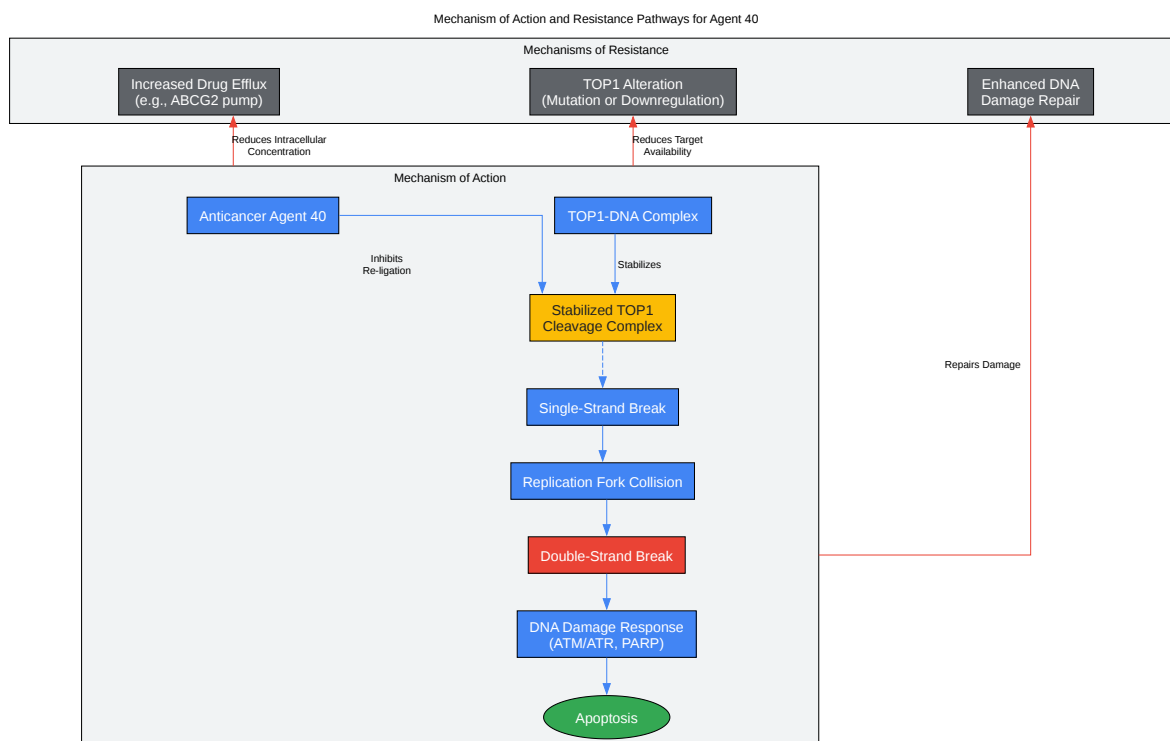 Mechanism of Action and Resistance Pathways for Agent 40
Mechanisms of Resistance
Increased Drug Efflux
(e.g., ABCG2 pump)
TOP1 Alteration
(Mutation or Downregulation)
Enhanced DNA
Damage Repair
Reduces Intracellular
Concentration
Reduces Target
Availability
Mechanism of Action
Anticancer Agent 40
TOP1-DNA Complex
Inhibits
Re-ligation
Stabilizes
Stabilized TOP1
Cleavage Complex
Repairs Damage
Single-Strand Break
Replication Fork Collision
Double-Strand Break
DNA Damage Response
(ATM/ATR, PARP)
Apoptosis